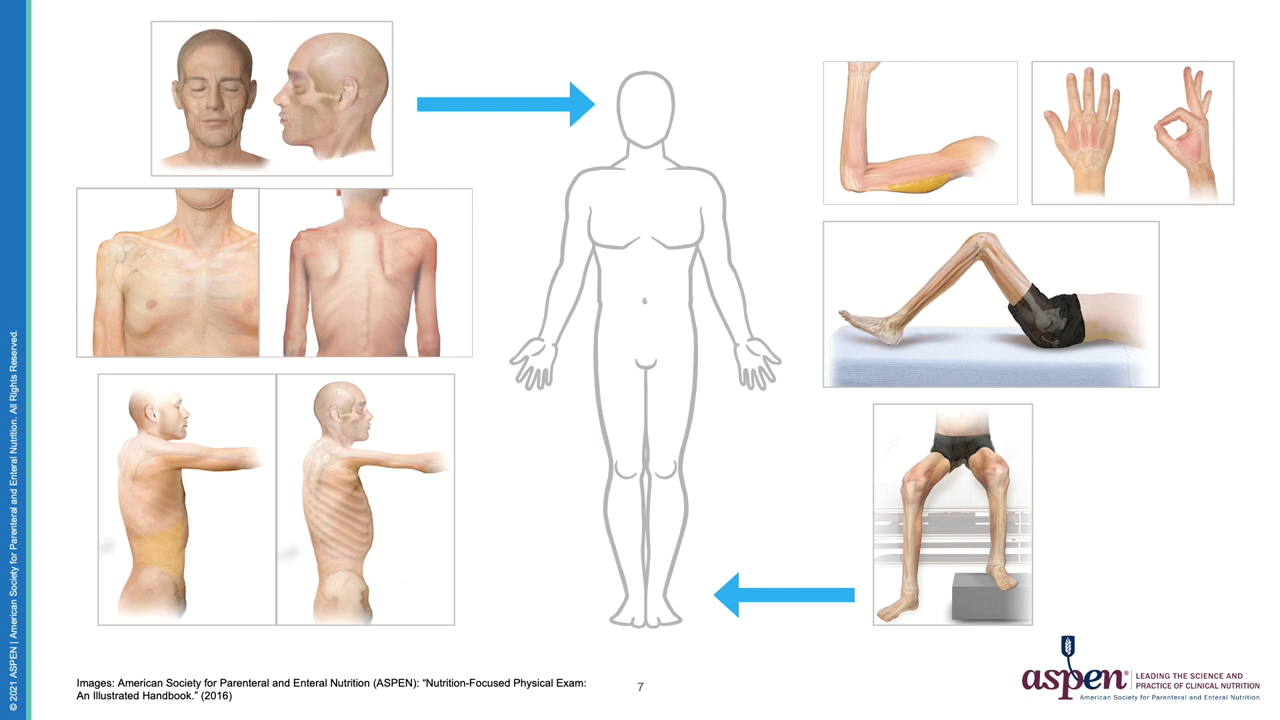 © 2021 ASPEN | American Society for Parenteral and Enteral Nutrition. All Rights Reserved.
Images: American Society for Parenteral and Enteral Nutrition (ASPEN): “Nutrition-Focused Physical Exam:
An Illustrated Handbook.” (2016)
7
aspen®
LEADING THE SCIENCE AND
PRACTICE OF CLINICAL NUTRITION
American Society for Parenteral and Enteral Nutrition